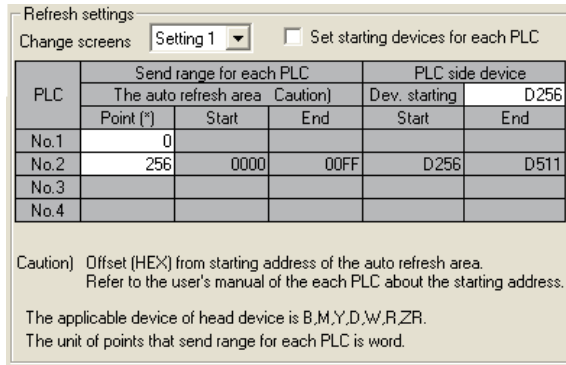 Refresh settings
Change screens Setting 1 Set starting devices for each PLC
PLC Send range for each PLC PLC side device
The auto refresh area Caution) Dev. starting D256
Point (*) Start End Start End
No.1 0
No.2 256 0000 00FF D256 D511
No.3
No.4
Caution) Offset (HEX) from starting address of the auto refresh area.
Refer to the user's manual of the each PLC about the starting address.
The applicable device of head device is B,M,Y,D,W,R,ZR.
The unit of points that send range for each PLC is word.